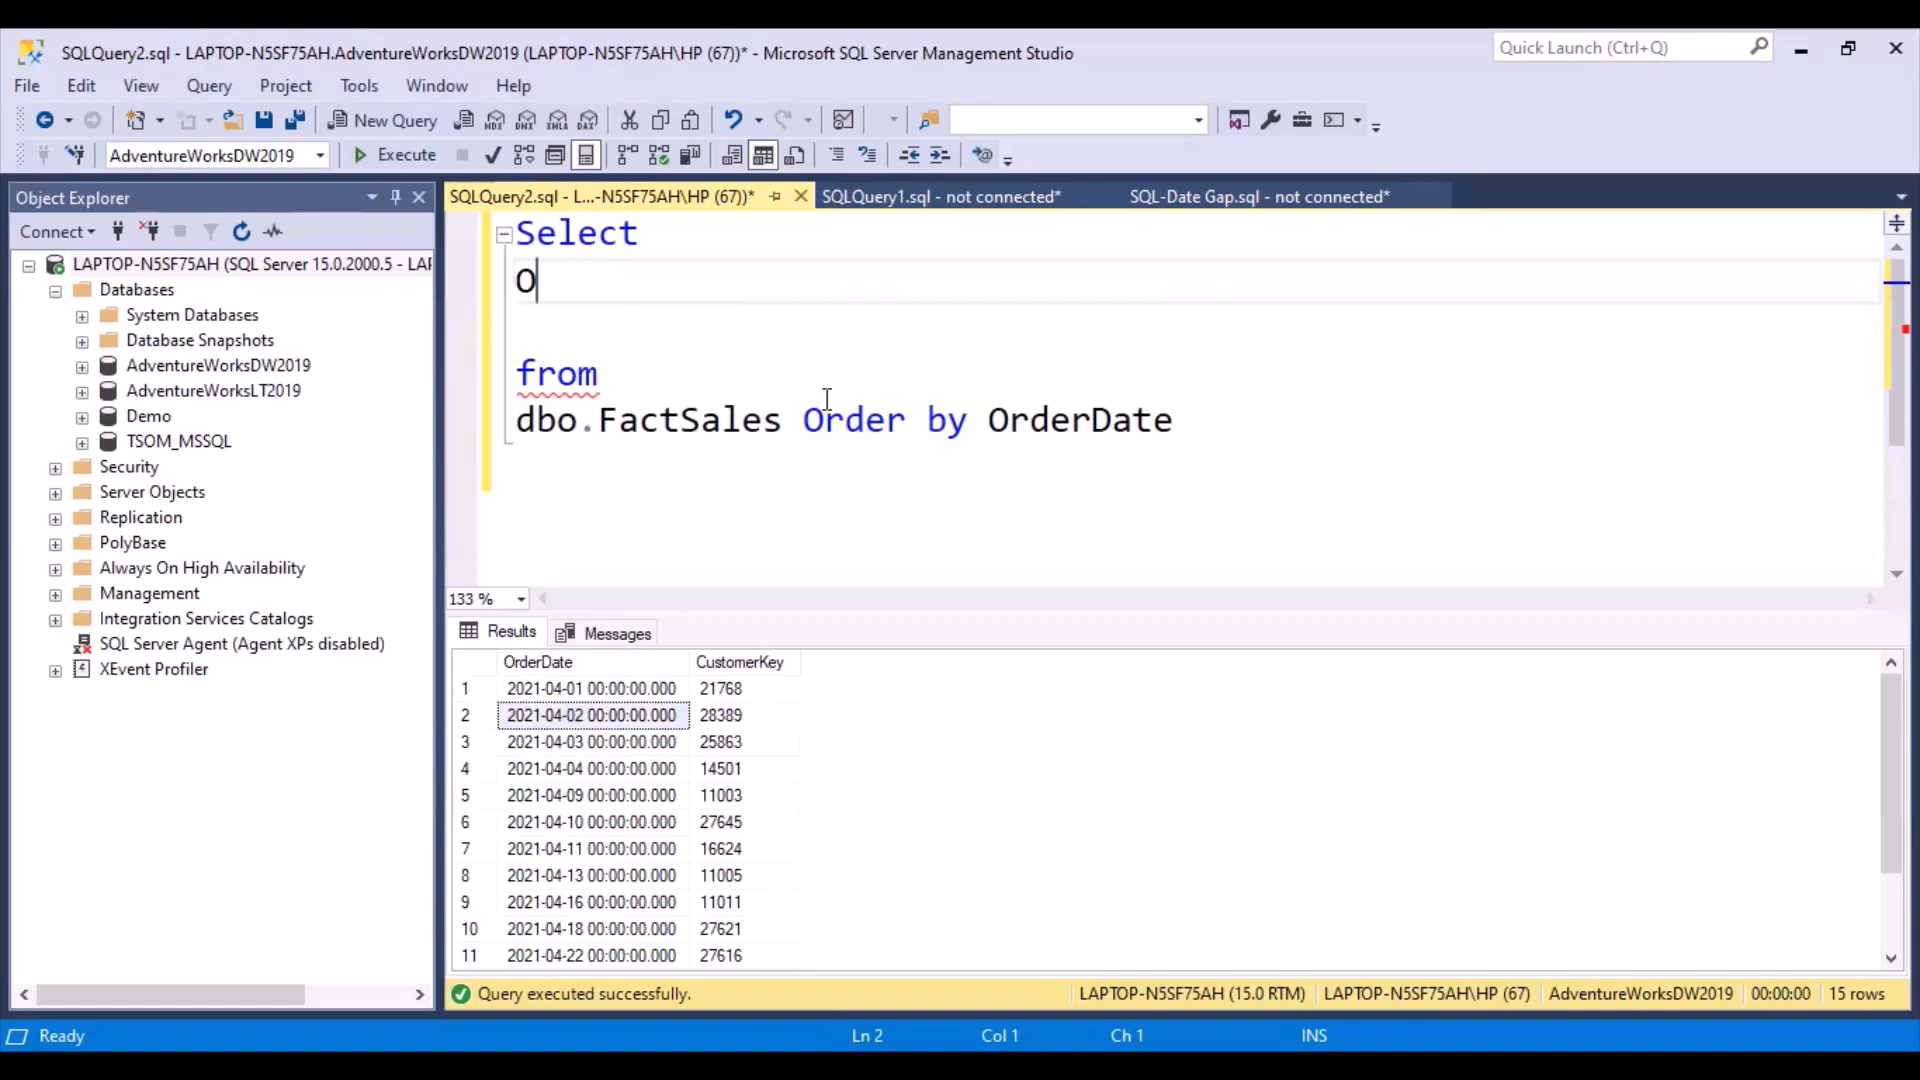 SQLQuery2.sql - LAPTOP-N5SF75AH.AdventureWorksDW2019 (LAPTOP-N5SF75AH\HP (67))* - Microsoft SQL Server Management Studio
Quick Launch (Ctrl+Q)
File Edit View Query Project Tools Window Help
New Query
MDX DMX XMLA DAX
AdventureWorksDW2019 Execute
Object Explorer
SQLQuery2.sql - L...-N5SF75AH\HP (67))* SQLQuery1.sql - not connected* SQL-Date Gap.sql - not connected*
Connect
LAPTOP-N5SF75AH (SQL Server 15.0.2000.5 - LAP
Databases
System Databases
Database Snapshots
AdventureWorksDW2019
AdventureWorksLT2019
Demo
TSOM_MSSQL
Security
Server Objects
Replication
PolyBase
Always On High Availability
Management
Integration Services Catalogs
SQL Server Agent (Agent XPs disabled)
XEvent Profiler
Select
O
from
dbo.FactSales Order by OrderDate
133 %
Results Messages
OrderDate CustomerKey
1 2021-04-01 00:00:00.000 21768
2 2021-04-02 00:00:00.000 28389
3 2021-04-03 00:00:00.000 25863
4 2021-04-04 00:00:00.000 14501
5 2021-04-09 00:00:00.000 11003
6 2021-04-10 00:00:00.000 27645
7 2021-04-11 00:00:00.000 16624
8 2021-04-13 00:00:00.000 11005
9 2021-04-16 00:00:00.000 11011
10 2021-04-18 00:00:00.000 27621
11 2021-04-22 00:00:00.000 27616
Query executed successfully. LAPTOP-N5SF75AH (15.0 RTM) LAPTOP-N5SF75AH\HP (67) AdventureWorksDW2019 00:00:00 15 rows
Ready Ln 2 Col 1 Ch 1 INS